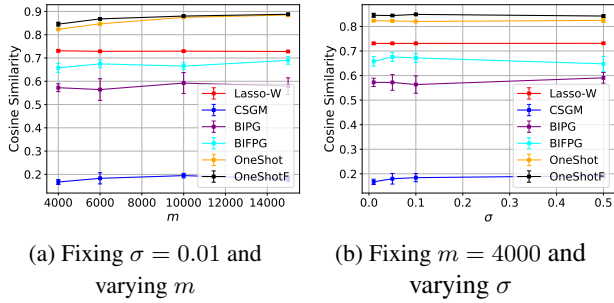 0.9
0.8
0.7
0.6
0.5
0.4
0.3
0.2
Cosine Similarity
4000 6000 8000 10000 12000 14000
m
Lasso-W
CSGM
BIPG
BIFPG
OneShot
OneShotF
(a) Fixing σ = 0.01 and
varying m
0.8
0.7
0.6
0.5
0.4
0.3
0.2
Cosine Similarity
0.0 0.1 0.2 0.3 0.4 0.5
σ
Lasso-W
CSGM
BIPG
BIFPG
OneShot
OneShotF
(b) Fixing m = 4000 and
varying σ